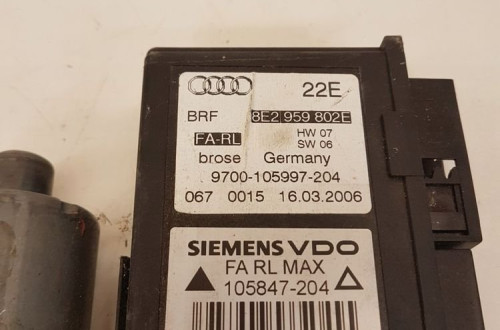 22E
BRF 8E2 959 802E
FA-RL HW 07
SW 06
brose Germany
9700-105997-204
067 0015 16.03.2006
SIEMENS VDO
FA RL MAX
105847-204